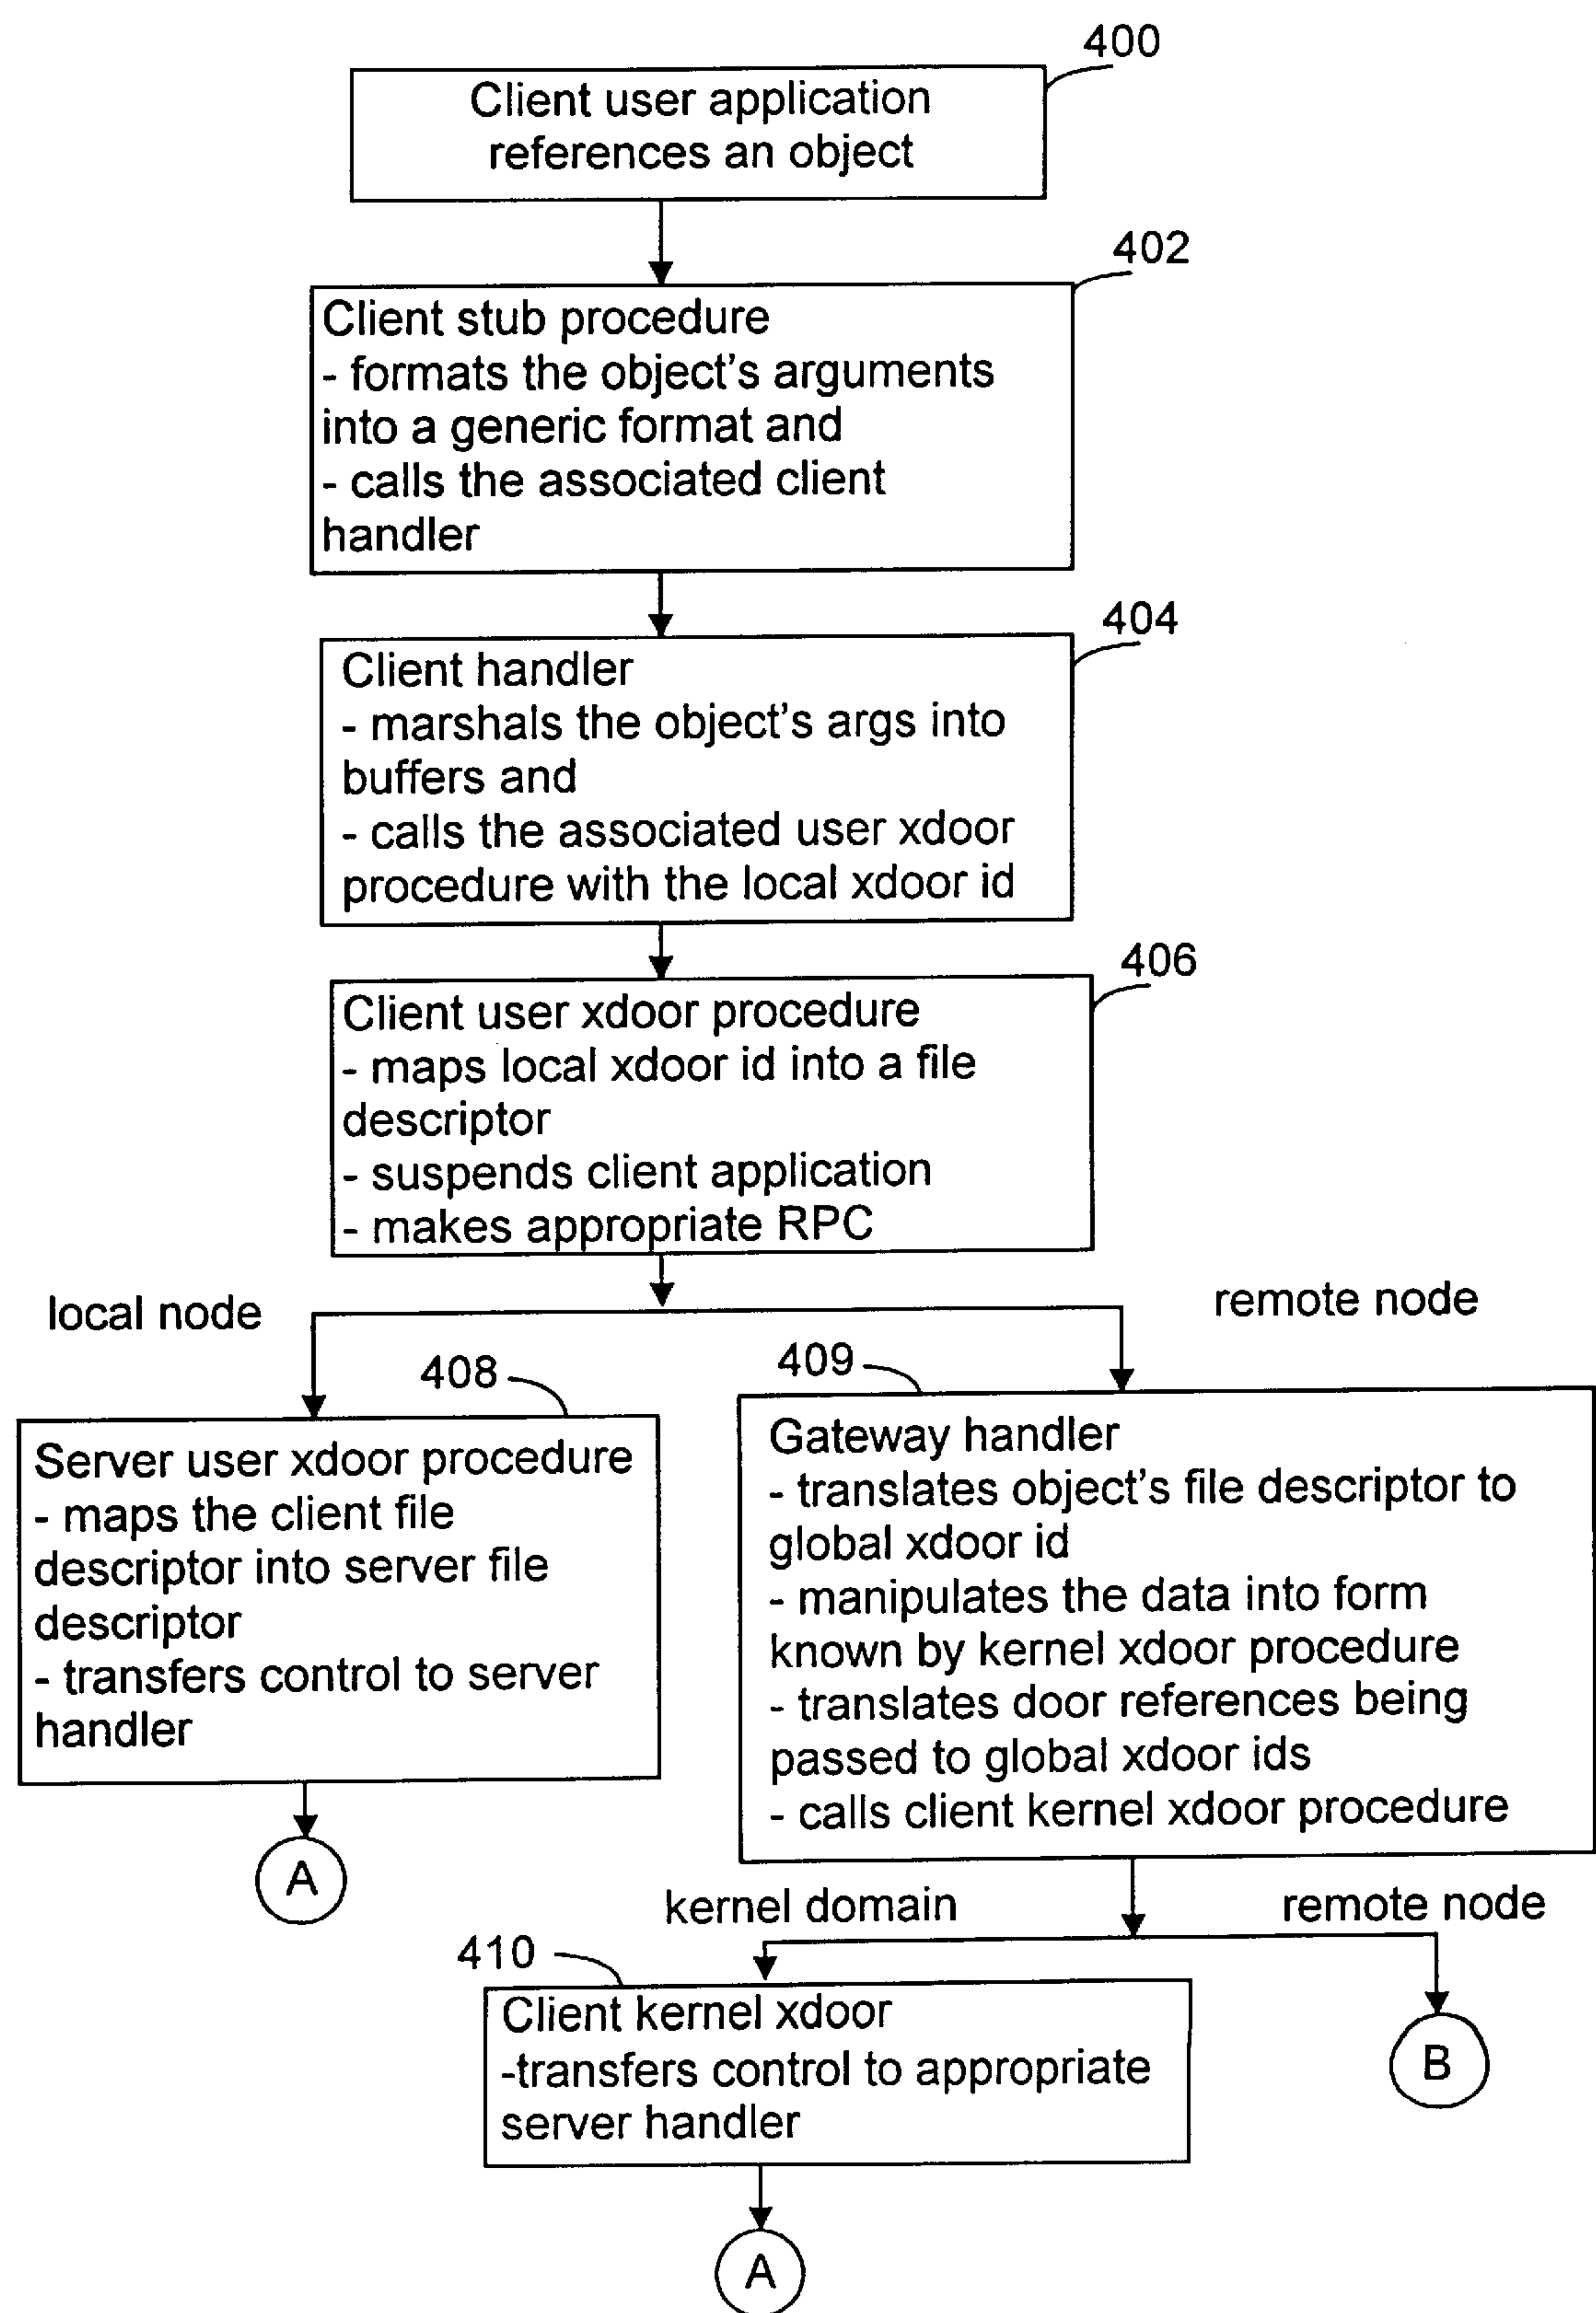 400
Client user application
references an object
402
Client stub procedure
- formats the object's arguments
into a generic format and
- calls the associated client
handler
404
Client handler
- marshals the object's args into
buffers and
- calls the associated user xdoor
procedure with the local xdoor id
406
Client user xdoor procedure
- maps local xdoor id into a file
descriptor
- suspends client application
- makes appropriate RPC
local node
remote node
408
Server user xdoor procedure
- maps the client file
descriptor into server file
descriptor
- transfers control to server
handler
A
409
Gateway handler
- translates object's file descriptor to
global xdoor id
- manipulates the data into form
known by kernel xdoor procedure
- translates door references being
passed to global xdoor ids
- calls client kernel xdoor procedure
kernel domain
remote node
410
Client kernel xdoor
-transfers control to appropriate
server handler
B
A